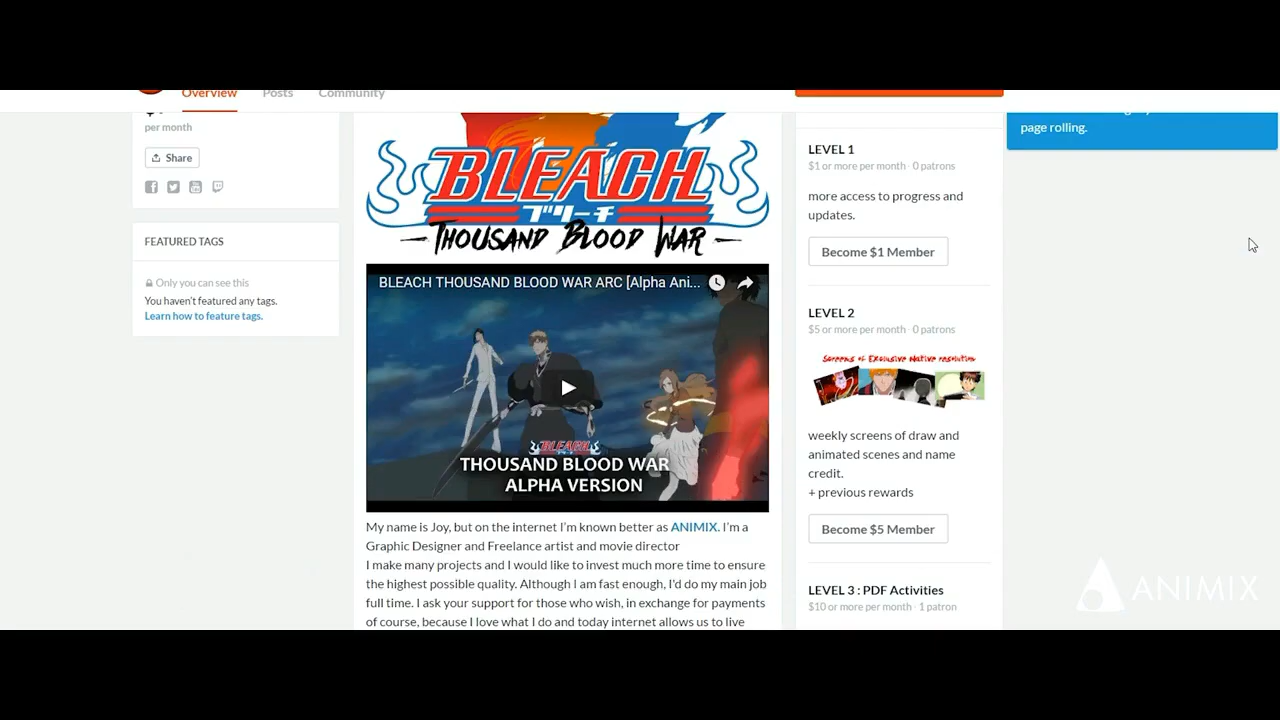 Overview
Posts
Community
per month
Share
FEATURED TAGS
Only you can see this
You haven't featured any tags.
Learn how to feature tags.
BLEACH
ブリーチ
THOUSAND BLOOD WAR
BLEACH THOUSAND BLOOD WAR ARC [Alpha Ani...
BLEACH
THOUSAND BLOOD WAR
ALPHA VERSION
My name is Joy, but on the internet I'm known better as ANIMIX. I'm a
Graphic Designer and Freelance artist and movie director
I make many projects and I would like to invest much more time to ensure
the highest possible quality. Although I am fast enough, I'd do my main job
full time. I ask your support for those who wish, in exchange for payments
of course, because I love what I do and today internet allows us to live
LEVEL 1
$1 or more per month · 0 patrons
more access to progress and
updates.
Become $1 Member
LEVEL 2
$5 or more per month · 0 patrons
Screens of Exclusive Native resolution
weekly screens of draw and
animated scenes and name
credit.
+ previous rewards
Become $5 Member
LEVEL 3 : PDF Activities
$10 or more per month · 1 patron
page rolling.
ANIMIX